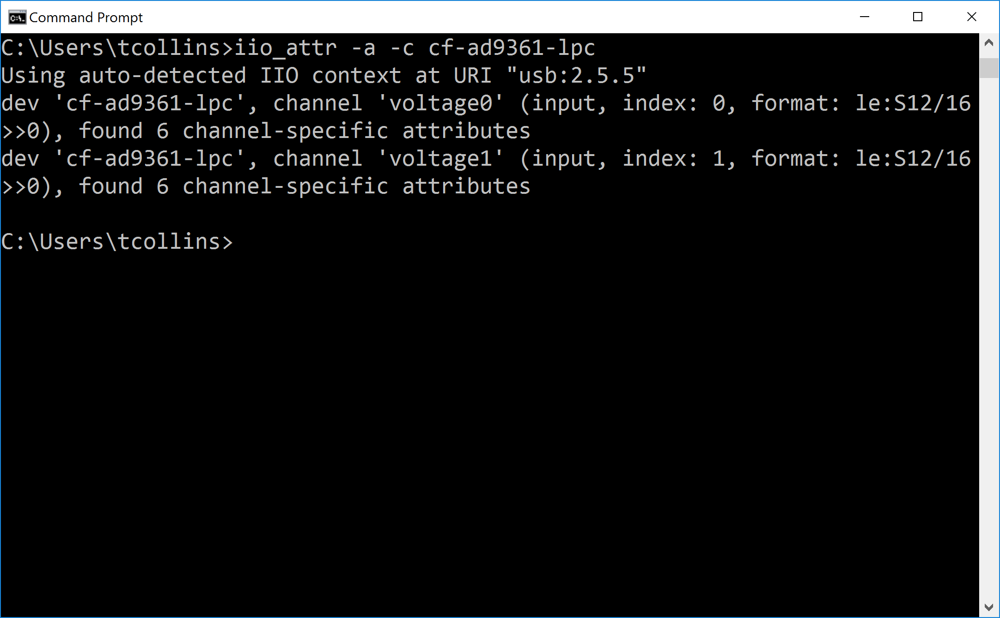 Command Prompt
C:\Users\tcollins>iio_attr -a -c cf-ad9361-lpc
Using auto-detected IIO context at URI "usb:2.5.5"
dev 'cf-ad9361-lpc', channel 'voltage0' (input, index: 0, format: le:S12/16
>>0), found 6 channel-specific attributes
dev 'cf-ad9361-lpc', channel 'voltage1' (input, index: 1, format: le:S12/16
>>0), found 6 channel-specific attributes
C:\Users\tcollins>